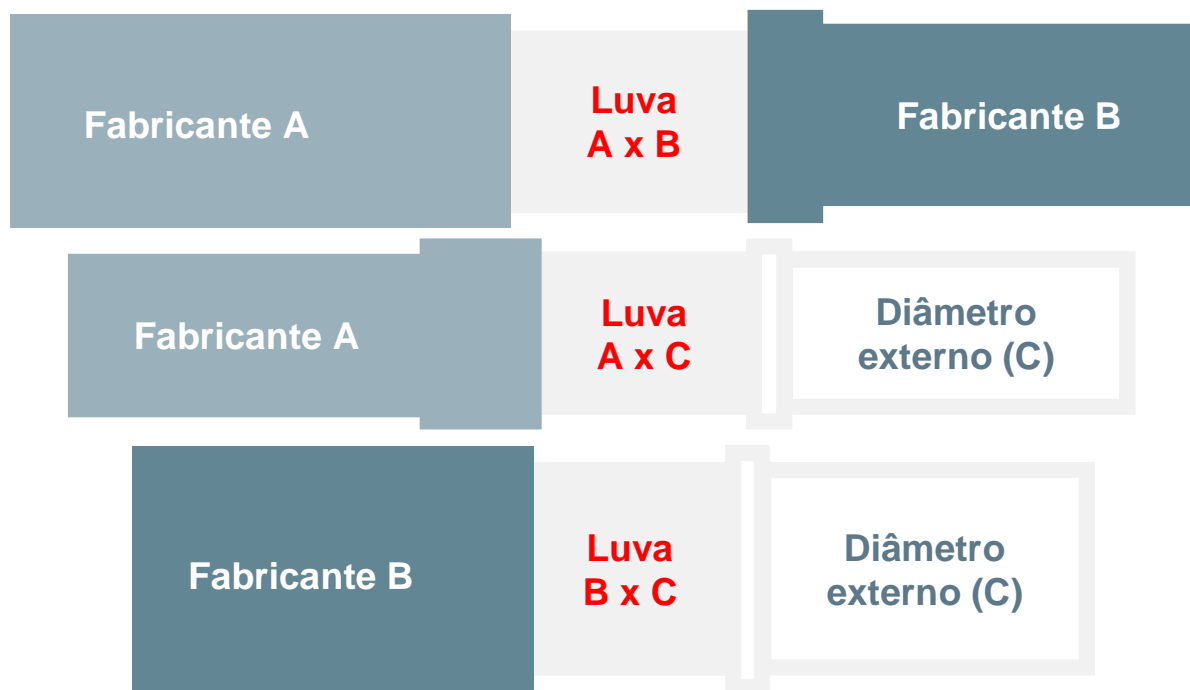 Fabricante A
Luva
A x B
Fabricante B
Fabricante A
Luva
A x C
Diâmetro
externo (C)
Fabricante B
Luva
B x C
Diâmetro
externo (C)